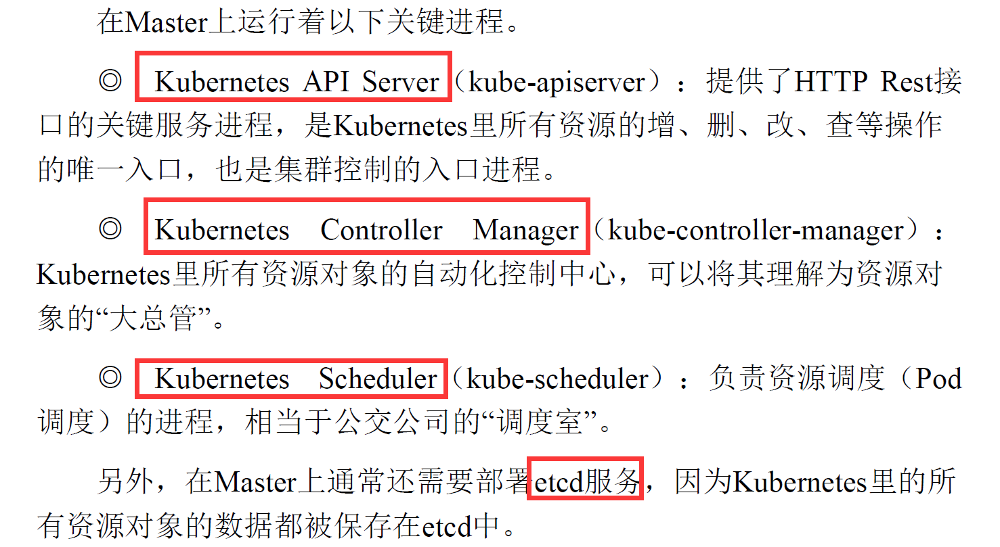 在Master上运行着以下关键进程。
◎ Kubernetes API Server（kube-apiserver）：提供了HTTP Rest接
口的关键服务进程，是Kubernetes里所有资源的增、删、改、查等操作
的唯一入口，也是集群控制的入口进程。
◎ Kubernetes Controller Manager（kube-controller-manager）：
Kubernetes里所有资源对象的自动化控制中心，可以将其理解为资源对
象的“大总管”。
◎ Kubernetes Scheduler（kube-scheduler）：负责资源调度（Pod
调度）的进程，相当于公交公司的“调度室”。
另外，在Master上通常还需要部署etcd服务，因为Kubernetes里的所
有资源对象的数据都被保存在etcd中。